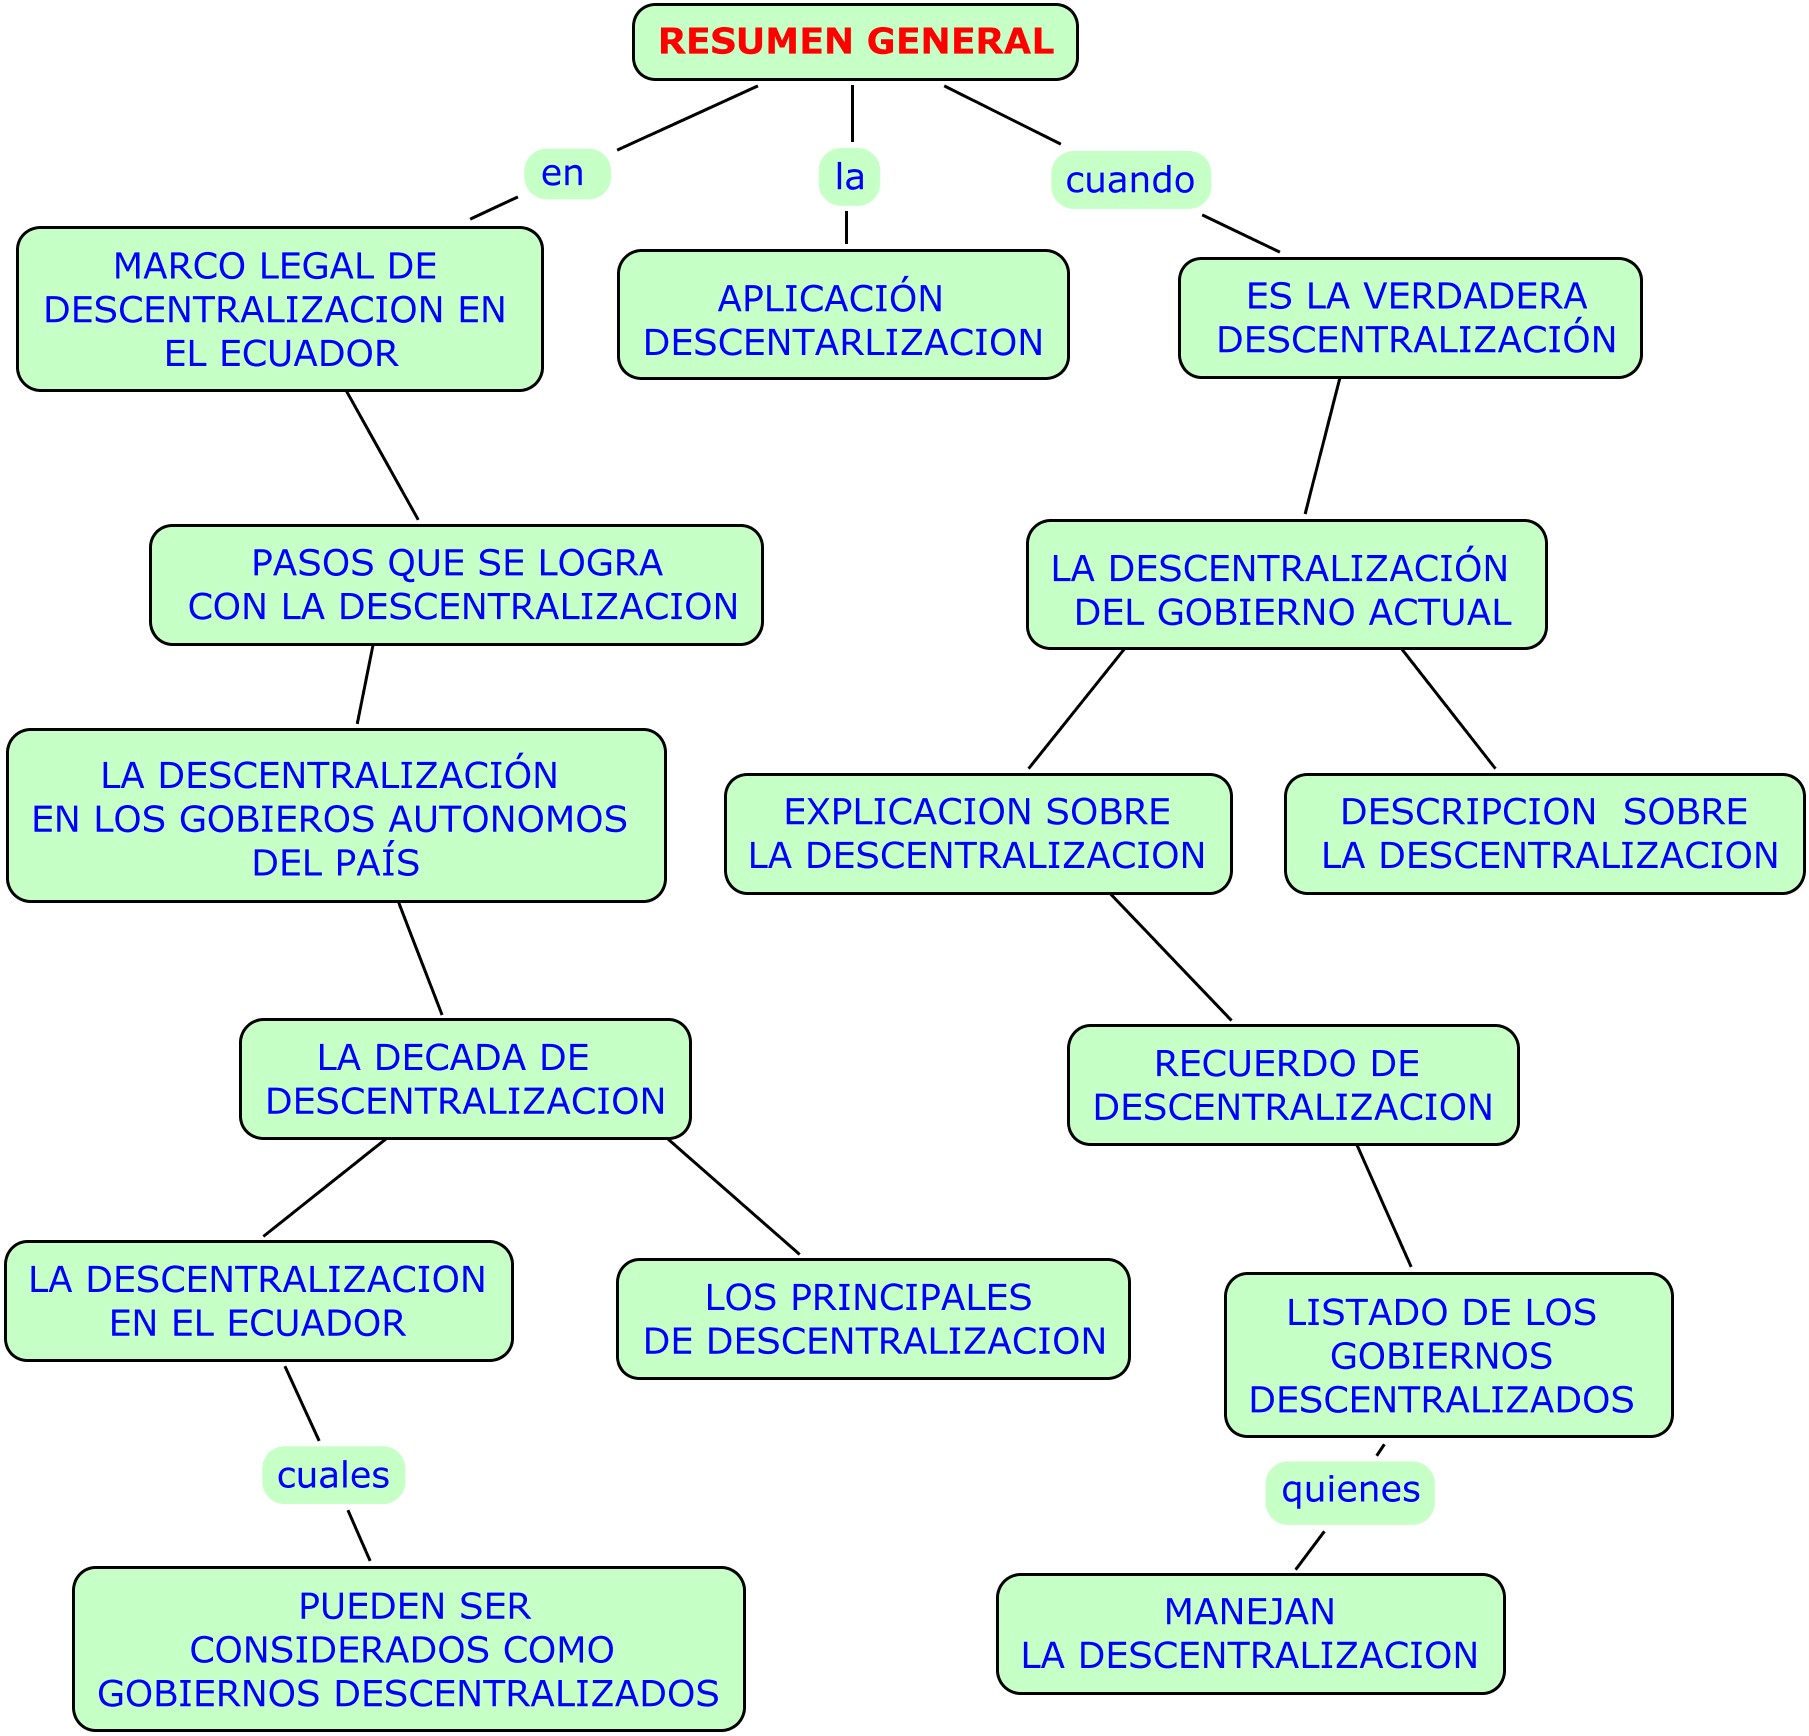 RESUMEN GENERAL
en
la
cuando
MARCO LEGAL DE
DESCENTRALIZACION EN
EL ECUADOR
APLICACIÓN
DESCENTARLIZACION
ES LA VERDADERA
DESCENTRALIZACIÓN
PASOS QUE SE LOGRA
CON LA DESCENTRALIZACION
LA DESCENTRALIZACIÓN
DEL GOBIERNO ACTUAL
LA DESCENTRALIZACIÓN
EN LOS GOBIEROS AUTONOMOS
DEL PAÍS
EXPLICACION SOBRE
LA DESCENTRALIZACION
DESCRIPCION SOBRE
LA DESCENTRALIZACION
LA DECADA DE
DESCENTRALIZACION
RECUERDO DE
DESCENTRALIZACION
LA DESCENTRALIZACION
EN EL ECUADOR
LOS PRINCIPALES
DE DESCENTRALIZACION
LISTADO DE LOS
GOBIERNOS
DESCENTRALIZADOS
cuales
quienes
PUEDEN SER
CONSIDERADOS COMO
GOBIERNOS DESCENTRALIZADOS
MANEJAN
LA DESCENTRALIZACION